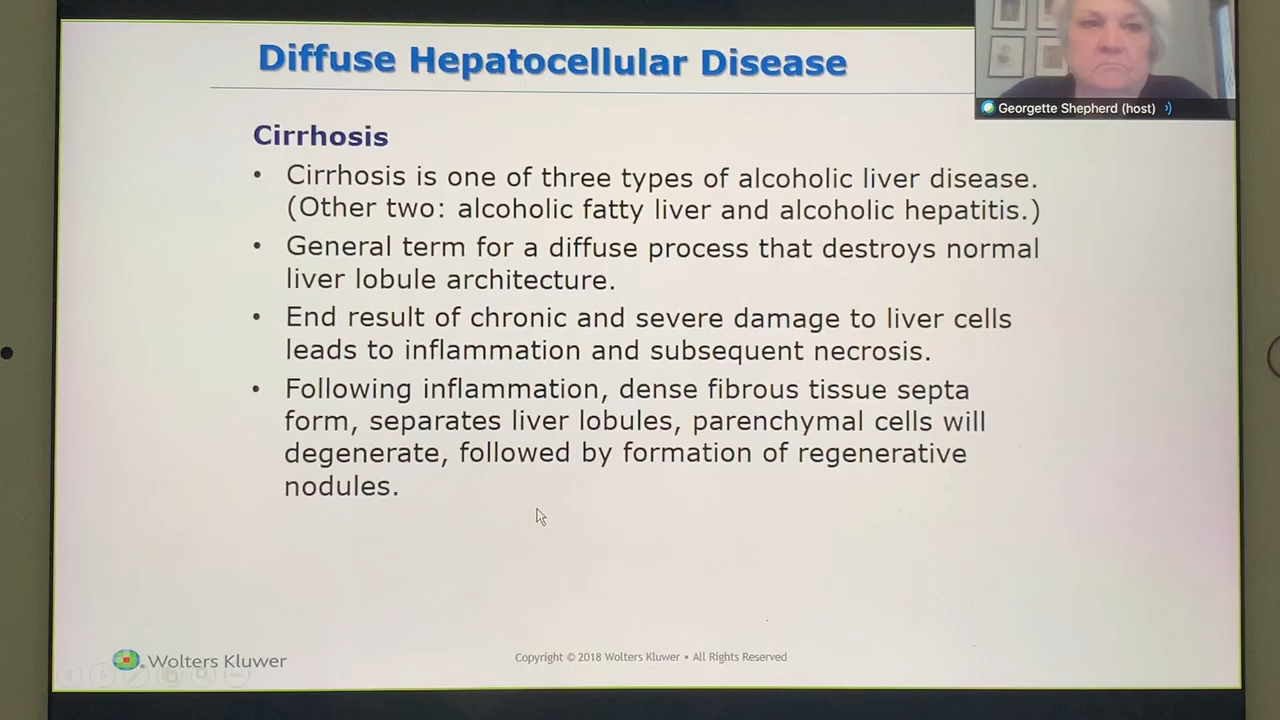 Diffuse Hepatocellular Disease
Georgette Shepherd (host)
Cirrhosis
• Cirrhosis is one of three types of alcoholic liver disease.
(Other two: alcoholic fatty liver and alcoholic hepatitis.)
• General term for a diffuse process that destroys normal
liver lobule architecture.
• End result of chronic and severe damage to liver cells
leads to inflammation and subsequent necrosis.
• Following inflammation, dense fibrous tissue septa
form, separates liver lobules, parenchymal cells will
degenerate, followed by formation of regenerative
nodules.
Wolters Kluwer
Copyright © 2018 Wolters Kluwer • All Rights Reserved